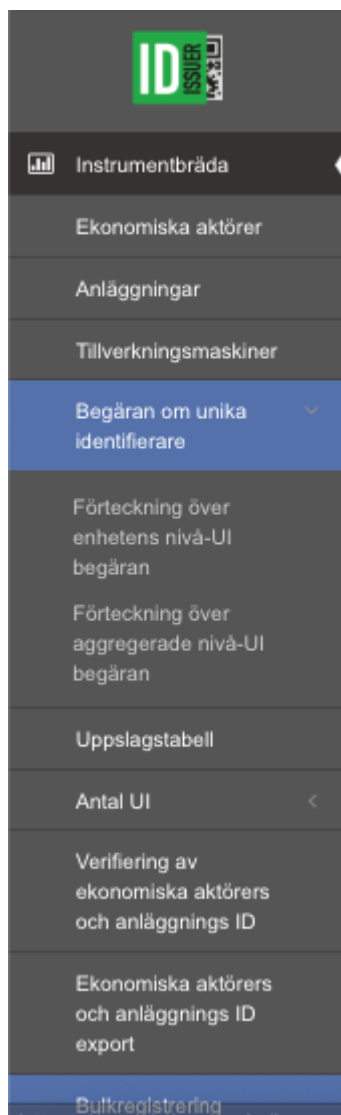 ID ISSUER
Instrumentbräda
Ekonomiska aktörer
Anläggningar
Tillverkningsmaskiner
Begäran om unika
identifierare
Förteckning över
enhetens nivå-UI
begäran
Förteckning över
aggregerade nivå-UI
begäran
Uppslagstabell
Antal UI
Verifiering av
ekonomiska aktörers
och anläggnings ID
Ekonomiska aktörers
och anläggnings ID
export
Bulkregistrering